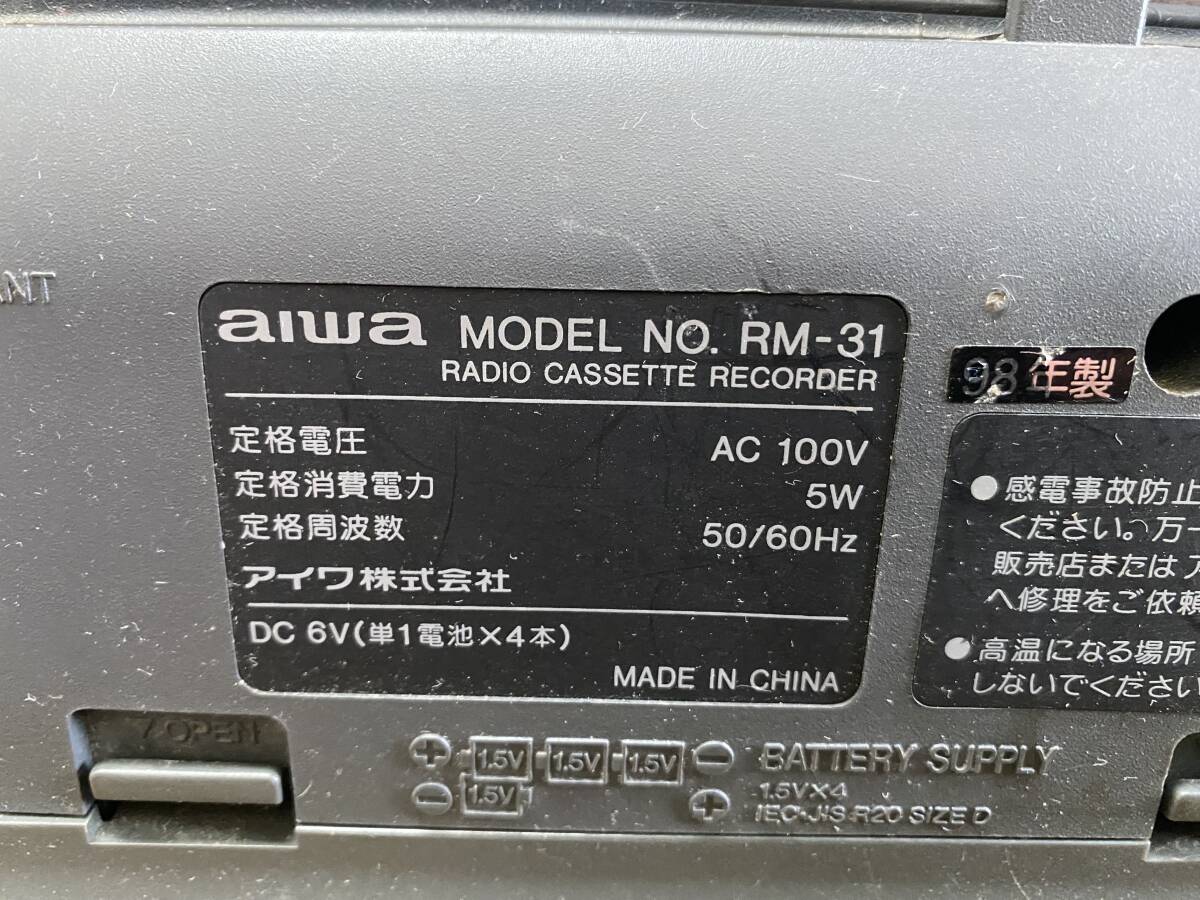 ANT
aiwa MODEL NO. RM-31
RADIO CASSETTE RECORDER
定格電圧 AC 100V
定格消費電力 5W
定格周波数 50/60Hz
アイワ株式会社
DC 6V(単1電池×4本)
MADE IN CHINA
98年製
●感電事故防止
ください。万一
販売店または
へ修理をご依頼
●高温になる場所
しないでください
OPEN
+ 1.5V 1.5V 1.5V −
− 1.5V +
BATTERY SUPPLY
1.5V×4
IEC・JIS R20 SIZE D